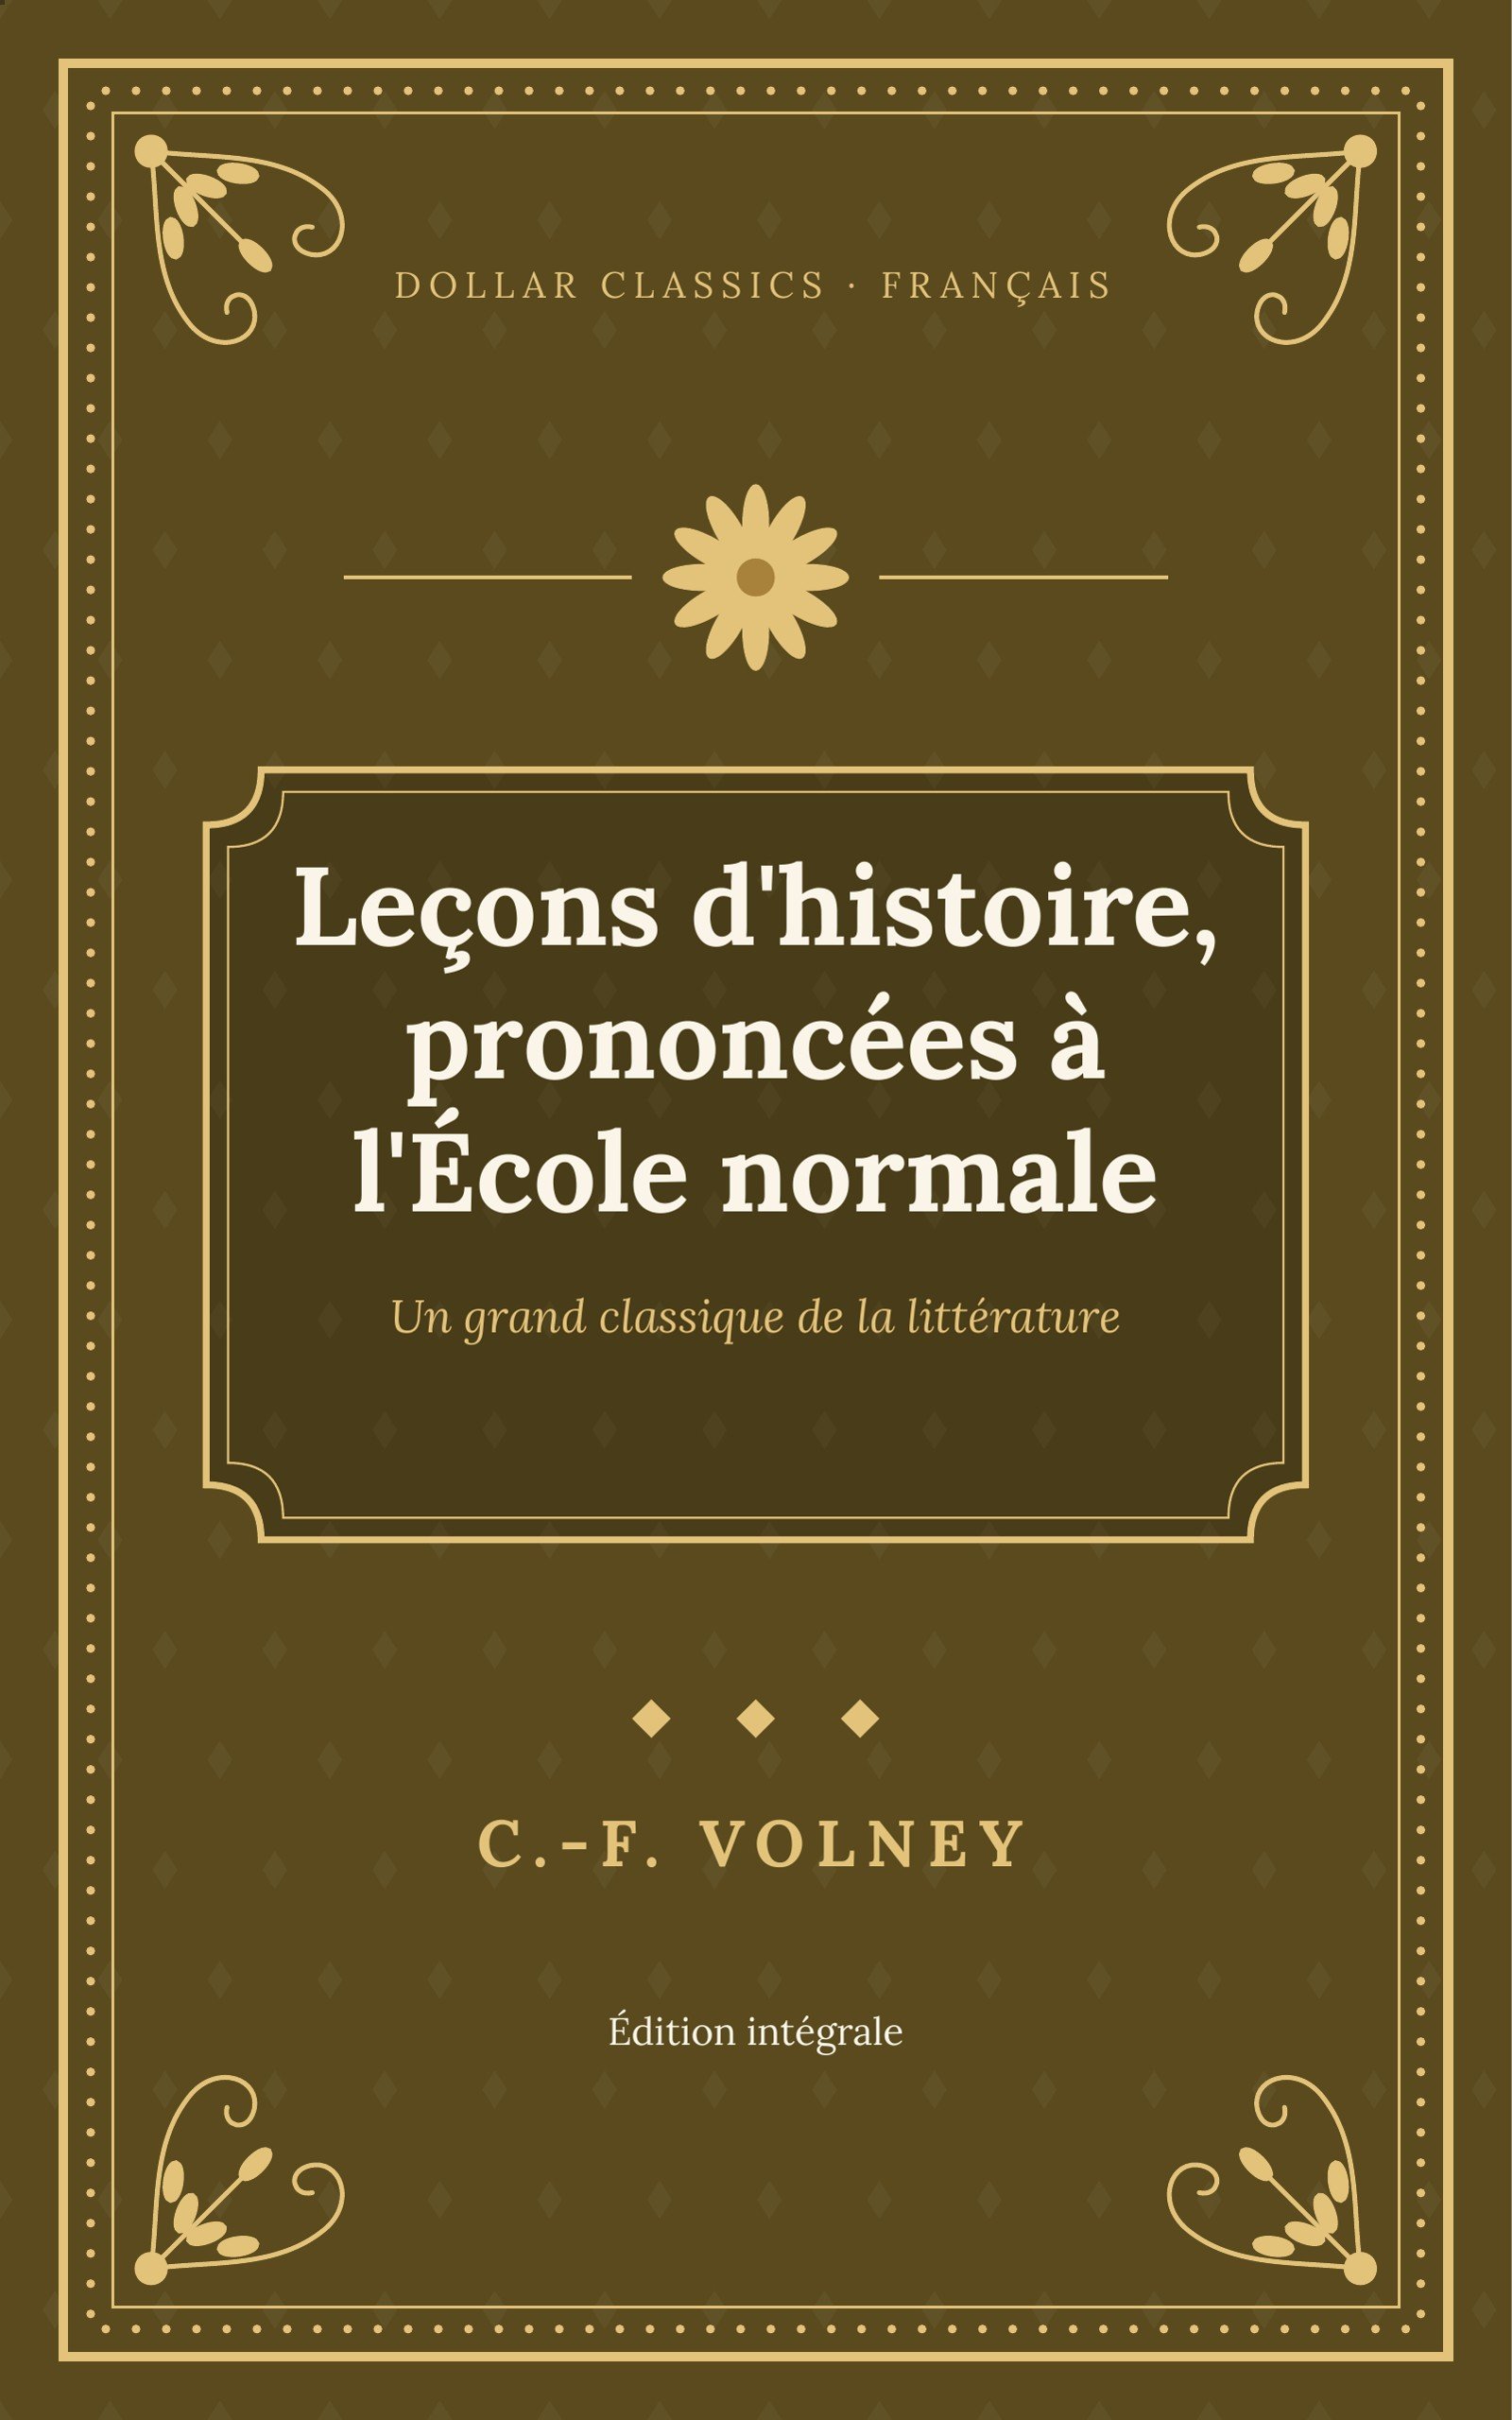 DOLLAR CLASSICS · FRANÇAIS
Leçons d'histoire,
prononcées à
l'École normale
Un grand classique de la littérature
C.-F. VOLNEY
Édition intégrale